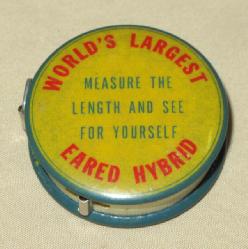 WORLD'S LARGEST
MEASURE THE
LENGTH AND SEE
FOR YOURSELF
EARED HYBRID